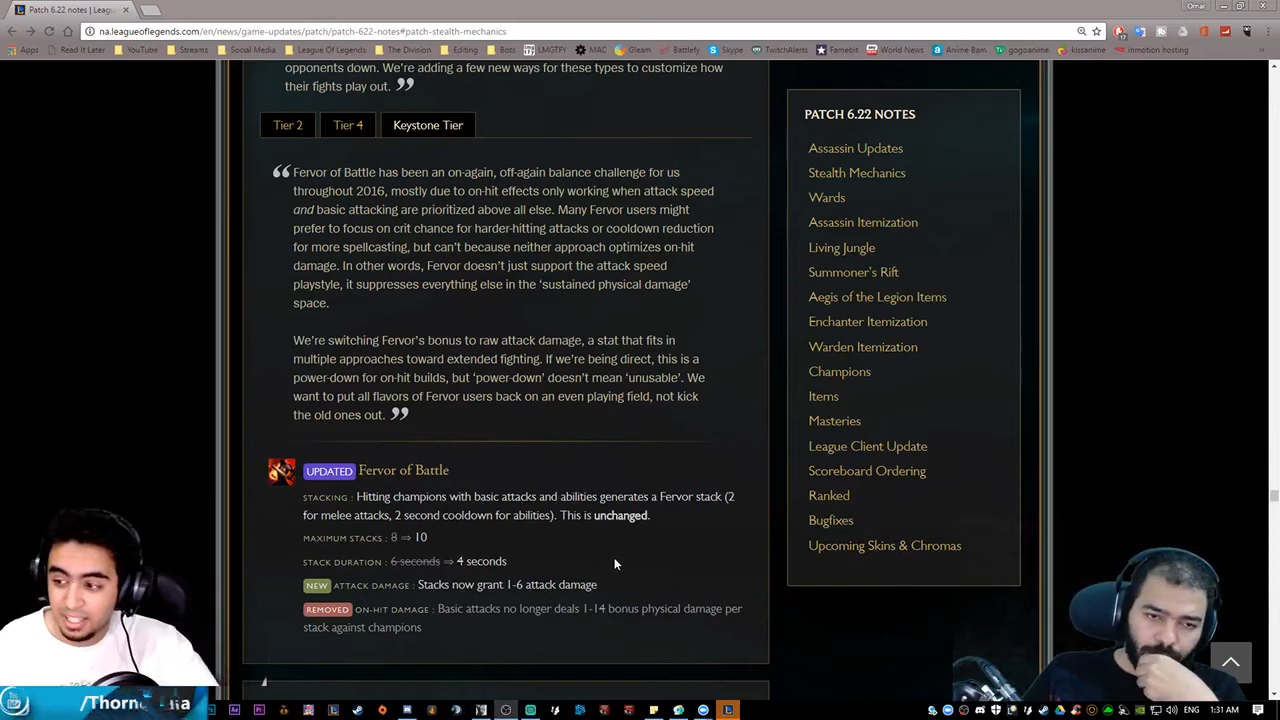 Patch 6.22 notes | Leagu
Omar
na.leagueoflegends.com/en/news/game-updates/patch/patch-6-22-notes#patch-stealth-mechanics
Apps Read it Later YouTube Streams Social Media League Of Legends The Division Editing Bots LMGTFY MAC Gleam Battlefy Skype TwitchAlerts Famebit World News Anime Bam gogoanime kissanime inmotion hosting
opponents down. We're adding a few new ways for these types to customize how
their fights play out. ”
Tier 2 Tier 4 Keystone Tier
“ Fervor of Battle has been an on-again, off-again balance challenge for us
throughout 2016, mostly due to on-hit effects only working when attack speed
and basic attacking are prioritized above all else. Many Fervor users might
prefer to focus on crit chance for harder-hitting attacks or cooldown reduction
for more spellcasting, but can't because neither approach optimizes on-hit
damage. In other words, Fervor doesn't just support the attack speed
playstyle, it suppresses everything else in the 'sustained physical damage'
space.
We're switching Fervor's bonus to raw attack damage, a stat that fits in
multiple approaches toward extended fighting. If we're being direct, this is a
power-down for on-hit builds, but 'power-down' doesn't mean 'unusable'. We
want to put all flavors of Fervor users back on an even playing field, not kick
the old ones out. ”
UPDATED Fervor of Battle
STACKING : Hitting champions with basic attacks and abilities generates a Fervor stack (2
for melee attacks, 2 second cooldown for abilities). This is unchanged.
MAXIMUM STACKS : 8 ⇒ 10
STACK DURATION : 6 seconds ⇒ 4 seconds
NEW ATTACK DAMAGE : Stacks now grant 1-6 attack damage
REMOVED ON-HIT DAMAGE : Basic attacks no longer deals 1-14 bonus physical damage per
stack against champions
PATCH 6.22 NOTES
Assassin Updates
Stealth Mechanics
Wards
Assassin Itemization
Living Jungle
Summoner's Rift
Aegis of the Legion Items
Enchanter Itemization
Warden Itemization
Champions
Items
Masteries
League Client Update
Scoreboard Ordering
Ranked
Bugfixes
Upcoming Skins & Chromas
ENG 1:31 AM